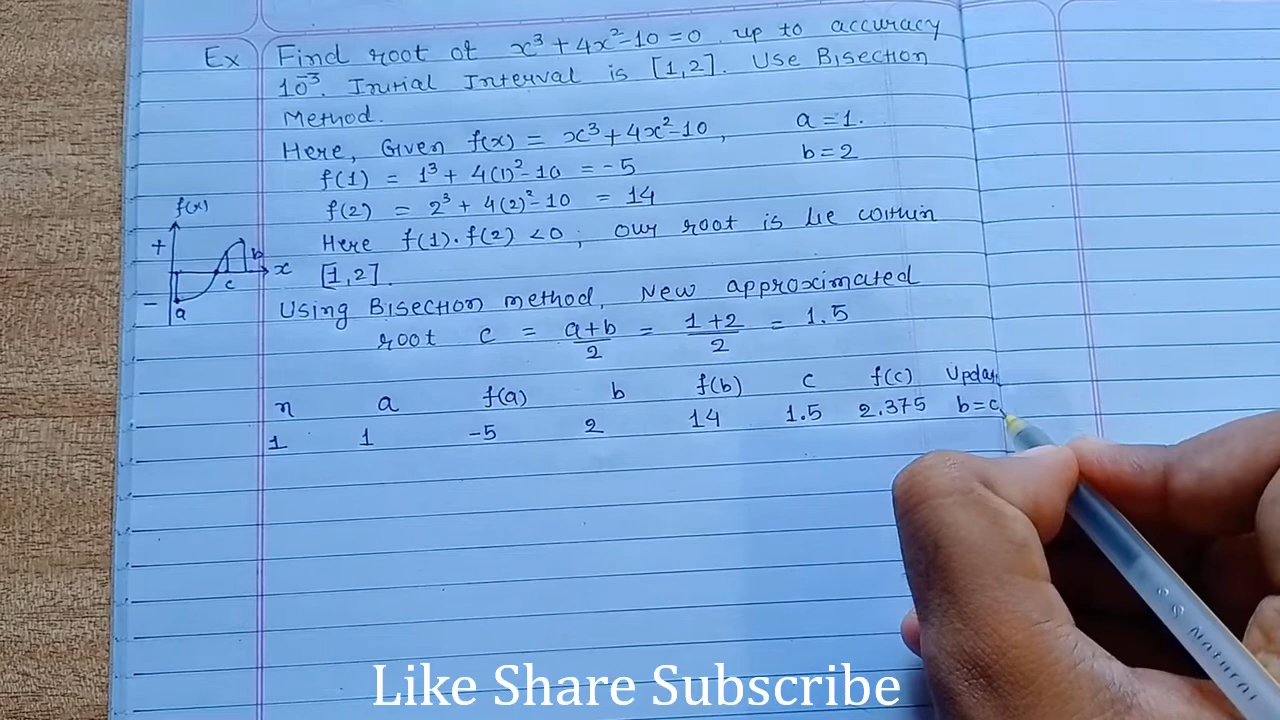 Ex Find root of x³ + 4x² - 10 = 0 up to accuracy
10⁻³. Initial Interval is [1,2]. Use Bisection
Method.
Here, Given f(x) = x³ + 4x² - 10, a = 1.
f(1) = 1³ + 4(1)² - 10 = -5 b = 2
f(2) = 2³ + 4(2)² - 10 = 14
Here f(1).f(2) < 0, our root is lie within
[1,2].
f(x)
+
b
x
c
-
a
Using Bisection method, New approximated
root c = a+b/2 = 1+2/2 = 1.5
n a f(a) b f(b) c f(c) Updat
1 1 -5 2 14 1.5 2.375 b=c
Natural
Like Share Subscribe